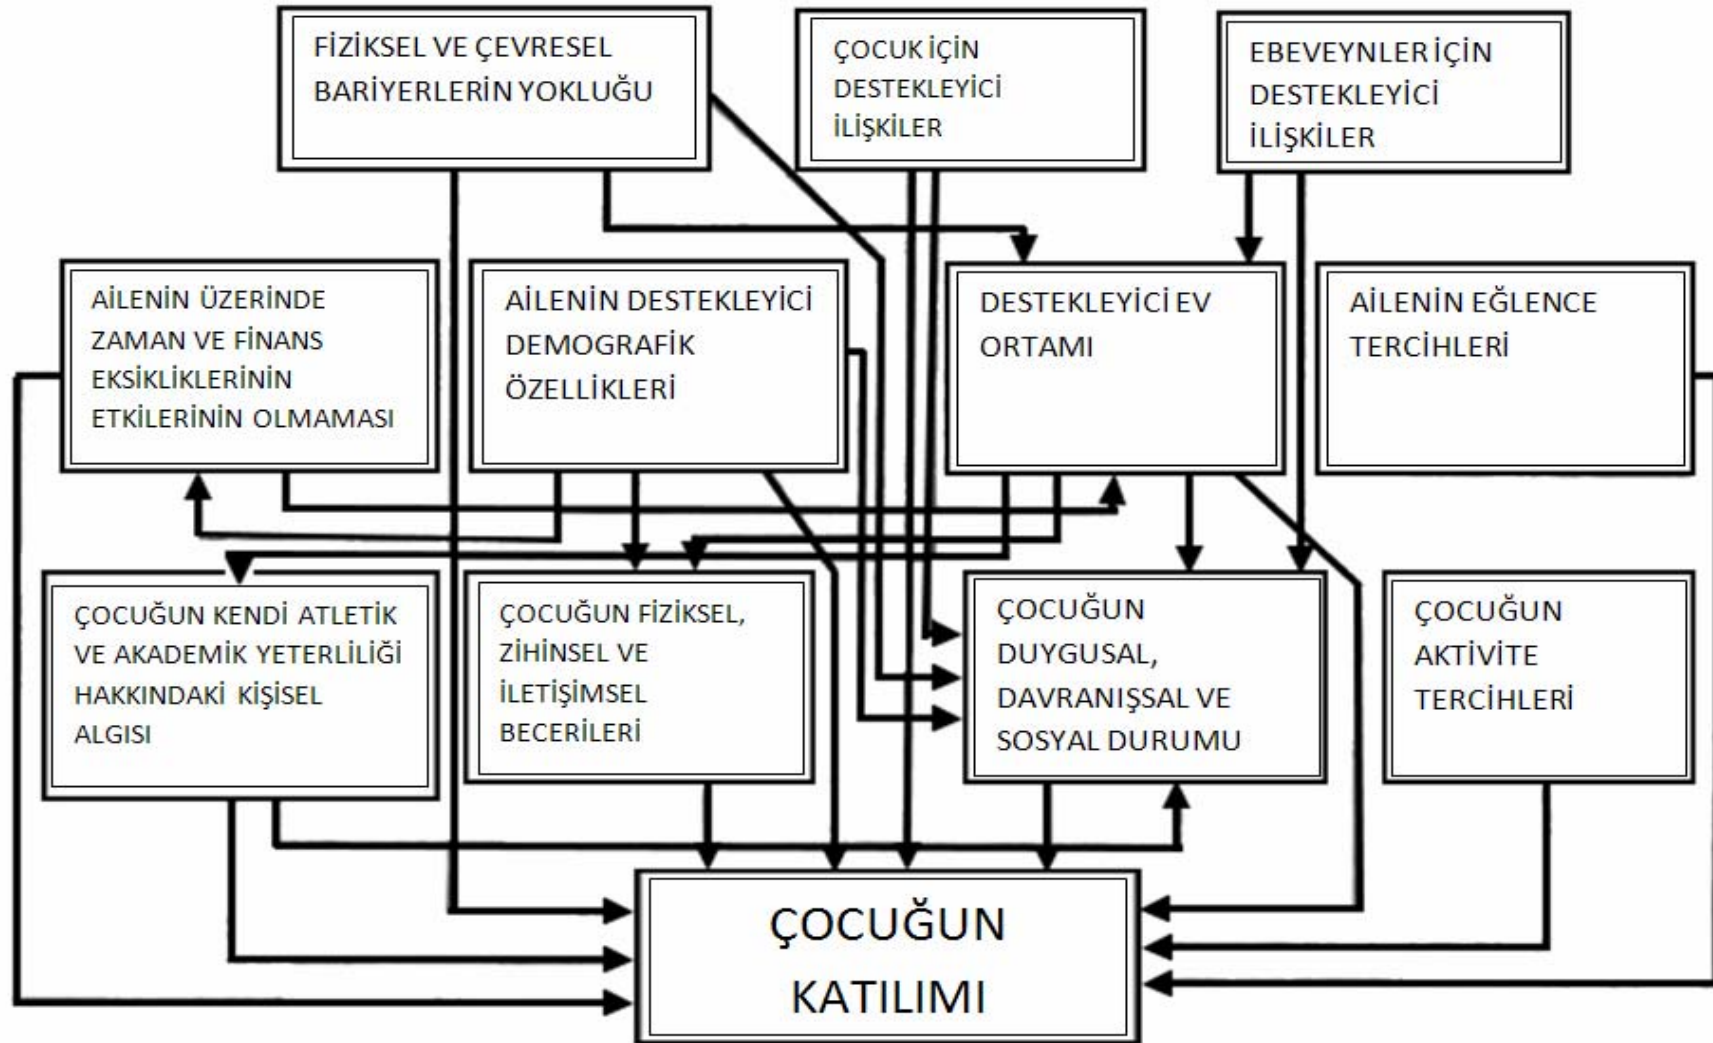 FİZİKSEL VE ÇEVRESEL
BARİYERLERİN YOKLUĞU
ÇOCUK İÇİN
DESTEKLEYİCİ
İLİŞKİLER
EBEVEYNLER İÇİN
DESTEKLEYİCİ
İLİŞKİLER
AİLENİN ÜZERİNDE
ZAMAN VE FİNANS
EKSİKLİKLERİNİN
ETKİLERİNİN OLMAMASI
AİLENİN DESTEKLEYİCİ
DEMOGRAFİK
ÖZELLİKLERİ
DESTEKLEYİCİ EV
ORTAMI
AİLENİN EĞLENCE
TERCİHLERİ
ÇOCUĞUN KENDİ ATLETİK
VE AKADEMİK YETERLİLİĞİ
HAKKINDAKİ KİŞİSEL
ALGISI
ÇOCUĞUN FİZİKSEL,
ZİHİNSEL VE
İLETİŞİMSEL
BECERİLERİ
ÇOCUĞUN
DUYGUSAL,
DAVRANIŞSAL VE
SOSYAL DURUMU
ÇOCUĞUN
AKTİVİTE
TERCİHLERİ
ÇOCUĞUN
KATILIMI